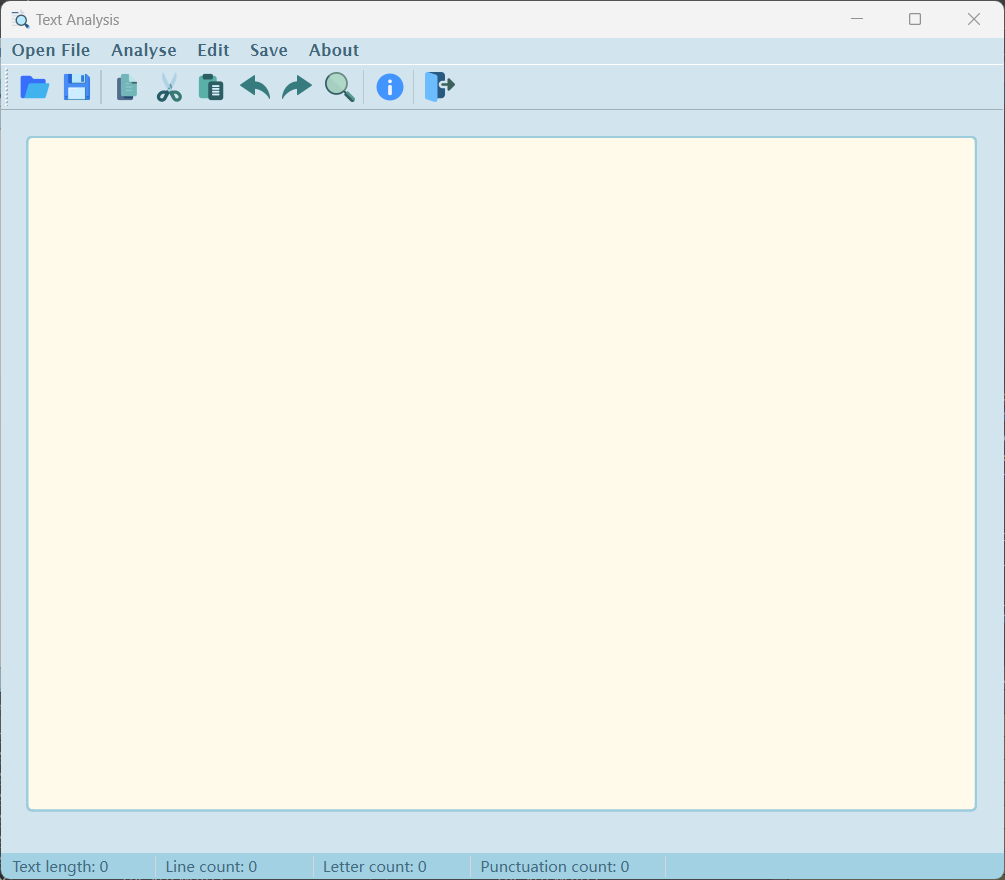 Text Analysis
Open File Analyse Edit Save About
Text length: 0 Line count: 0 Letter count: 0 Punctuation count: 0